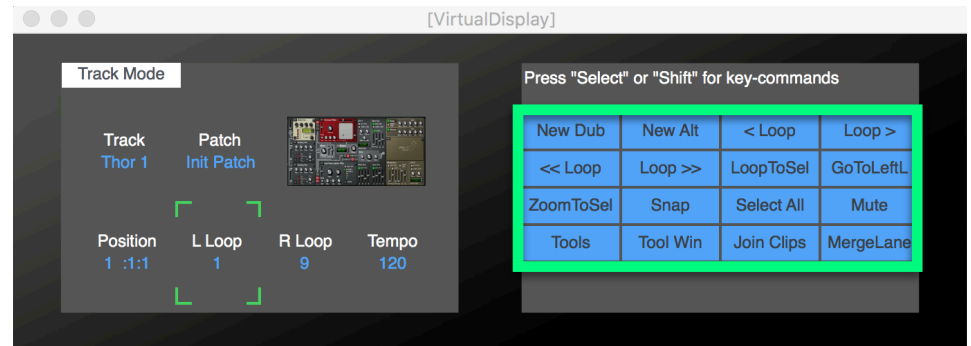 [VirtualDisplay]
Track Mode
Track Patch
Thor 1 Init Patch
Position L Loop R Loop Tempo
1 :1:1 1 9 120
Press "Select" or "Shift" for key-commands
New Dub New Alt < Loop Loop >
<< Loop Loop >> LoopToSel GoToLeftL
ZoomToSel Snap Select All Mute
Tools Tool Win Join Clips MergeLane